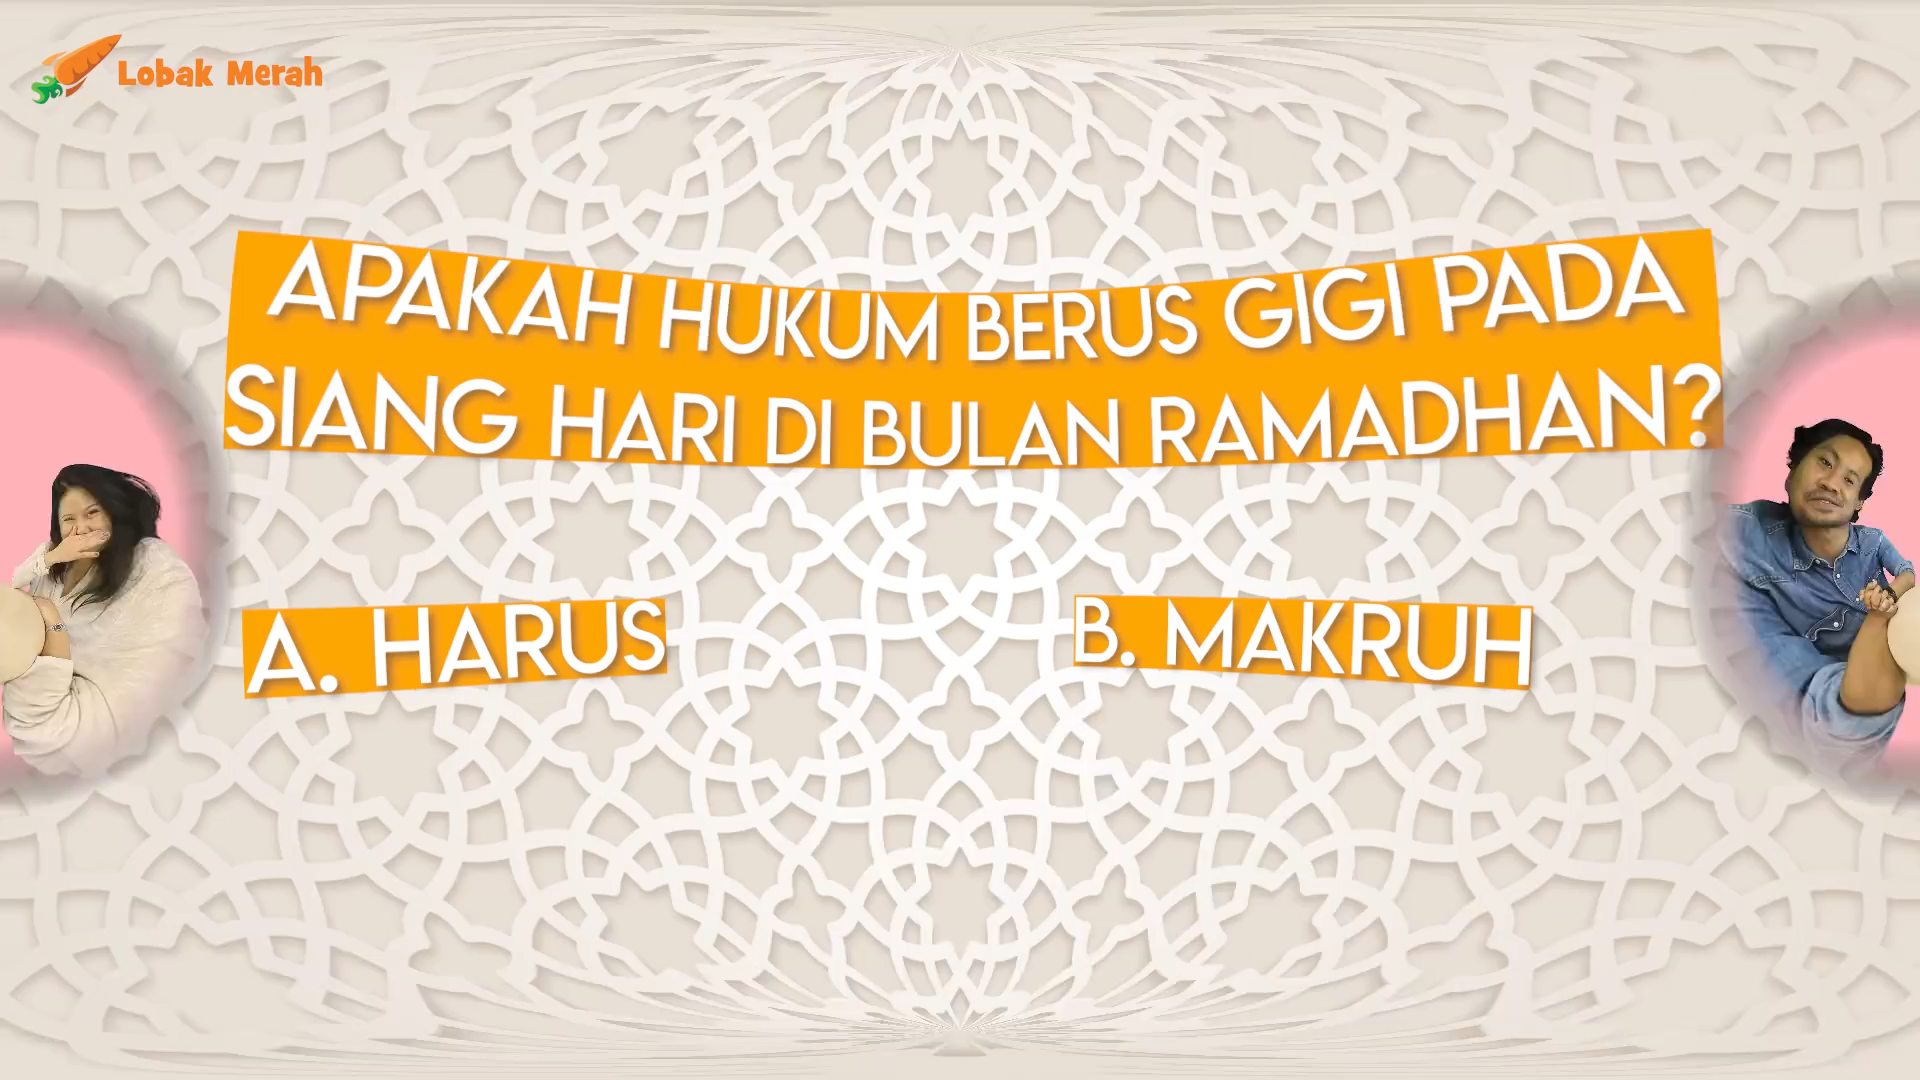 Lobak Merah
APAKAH HUKUM BERUS GIGI PADA
SIANG HARI DI BULAN RAMADHAN?
A. HARUS
B. MAKRUH